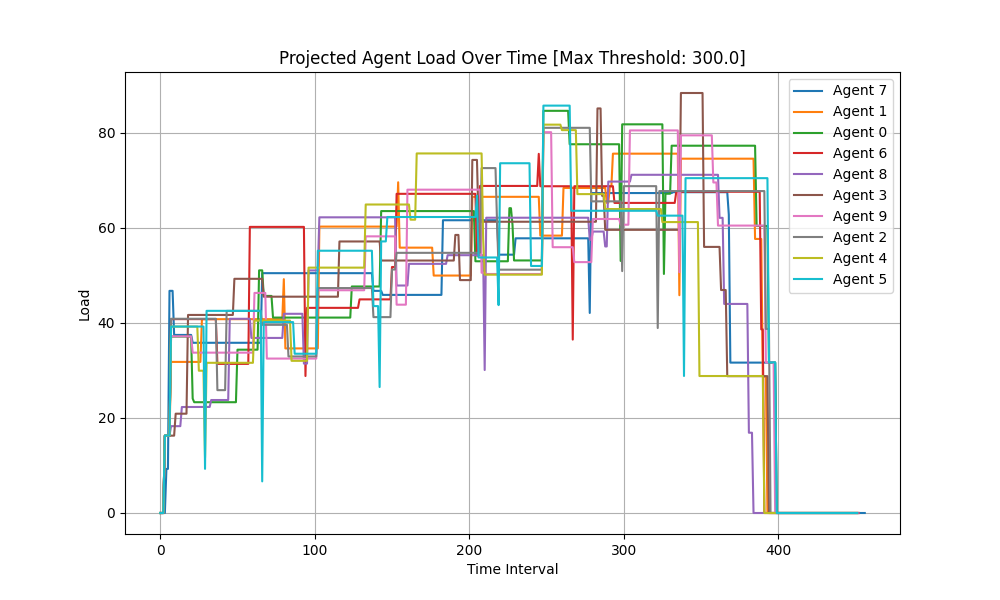 Projected Agent Load Over Time [Max Threshold: 300.0]
Load
80
60
40
20
0
0 100 200 300 400
Time Interval
Agent 7
Agent 1
Agent 0
Agent 6
Agent 8
Agent 3
Agent 9
Agent 2
Agent 4
Agent 5